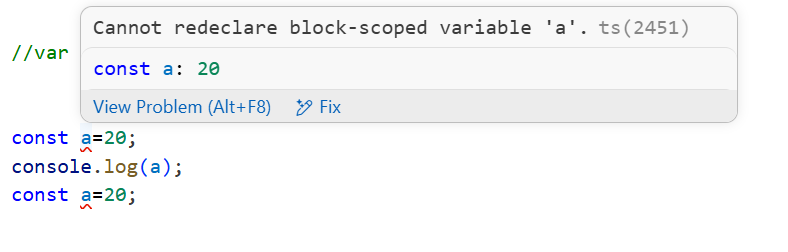 Cannot redeclare block-scoped variable 'a'. ts(2451)
//var
const a: 20
View Problem (Alt+F8) Fix
const a=20;
console.log(a);
const a=20;